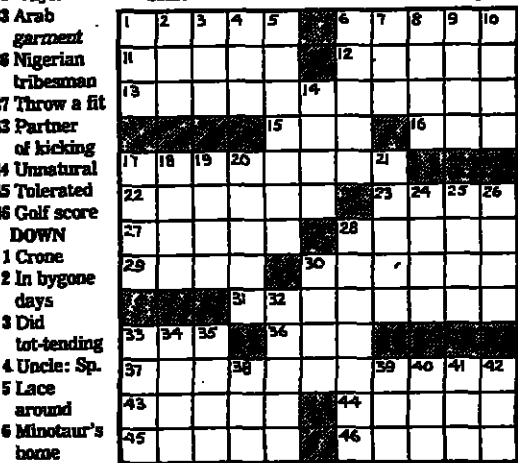 3 Arab
garment
6 Nigerian
tribesman
7 Throw a fit
3 Partner
of kicking
4 Unnatural
5 Tolerated
6 Golf score
DOWN
1 Crone
2 In bygone
days
3 Did
tot-tending
4 Uncle: Sp.
5 Lace
around
6 Minotaur's
home
1 2 3 4 5 6 7 8 9 10
11 12
13 14
15 16
17 18 19 20 21
22 23 24 25 26
27 28
29 30
31 32
33 34 35 36
37 38 39 40 41 42
43 44
45 46